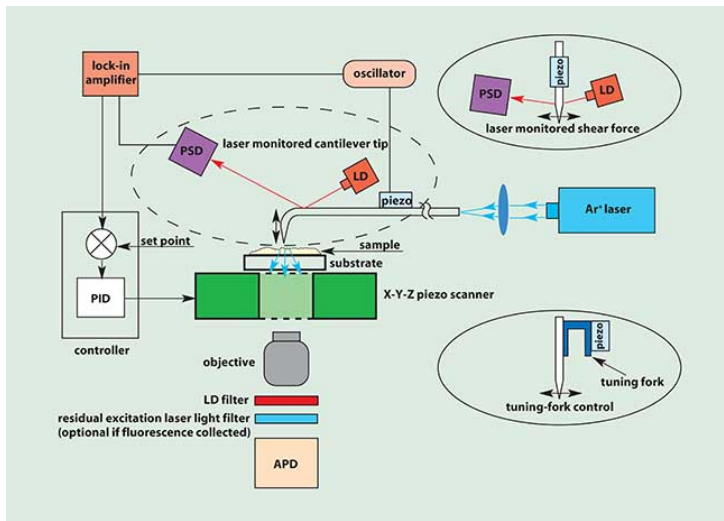 lock-in
amplifier
oscillator
PSD
laser monitored cantilever tip
LD
piezo
Ar+ laser
set point
PID
controller
sample
substrate
X-Y-Z piezo scanner
objective
LD filter
residual excitation laser light filter
(optional if fluorescence collected)
APD
piezo
PSD
LD
laser monitored shear force
piezo
tuning fork
tuning-fork control